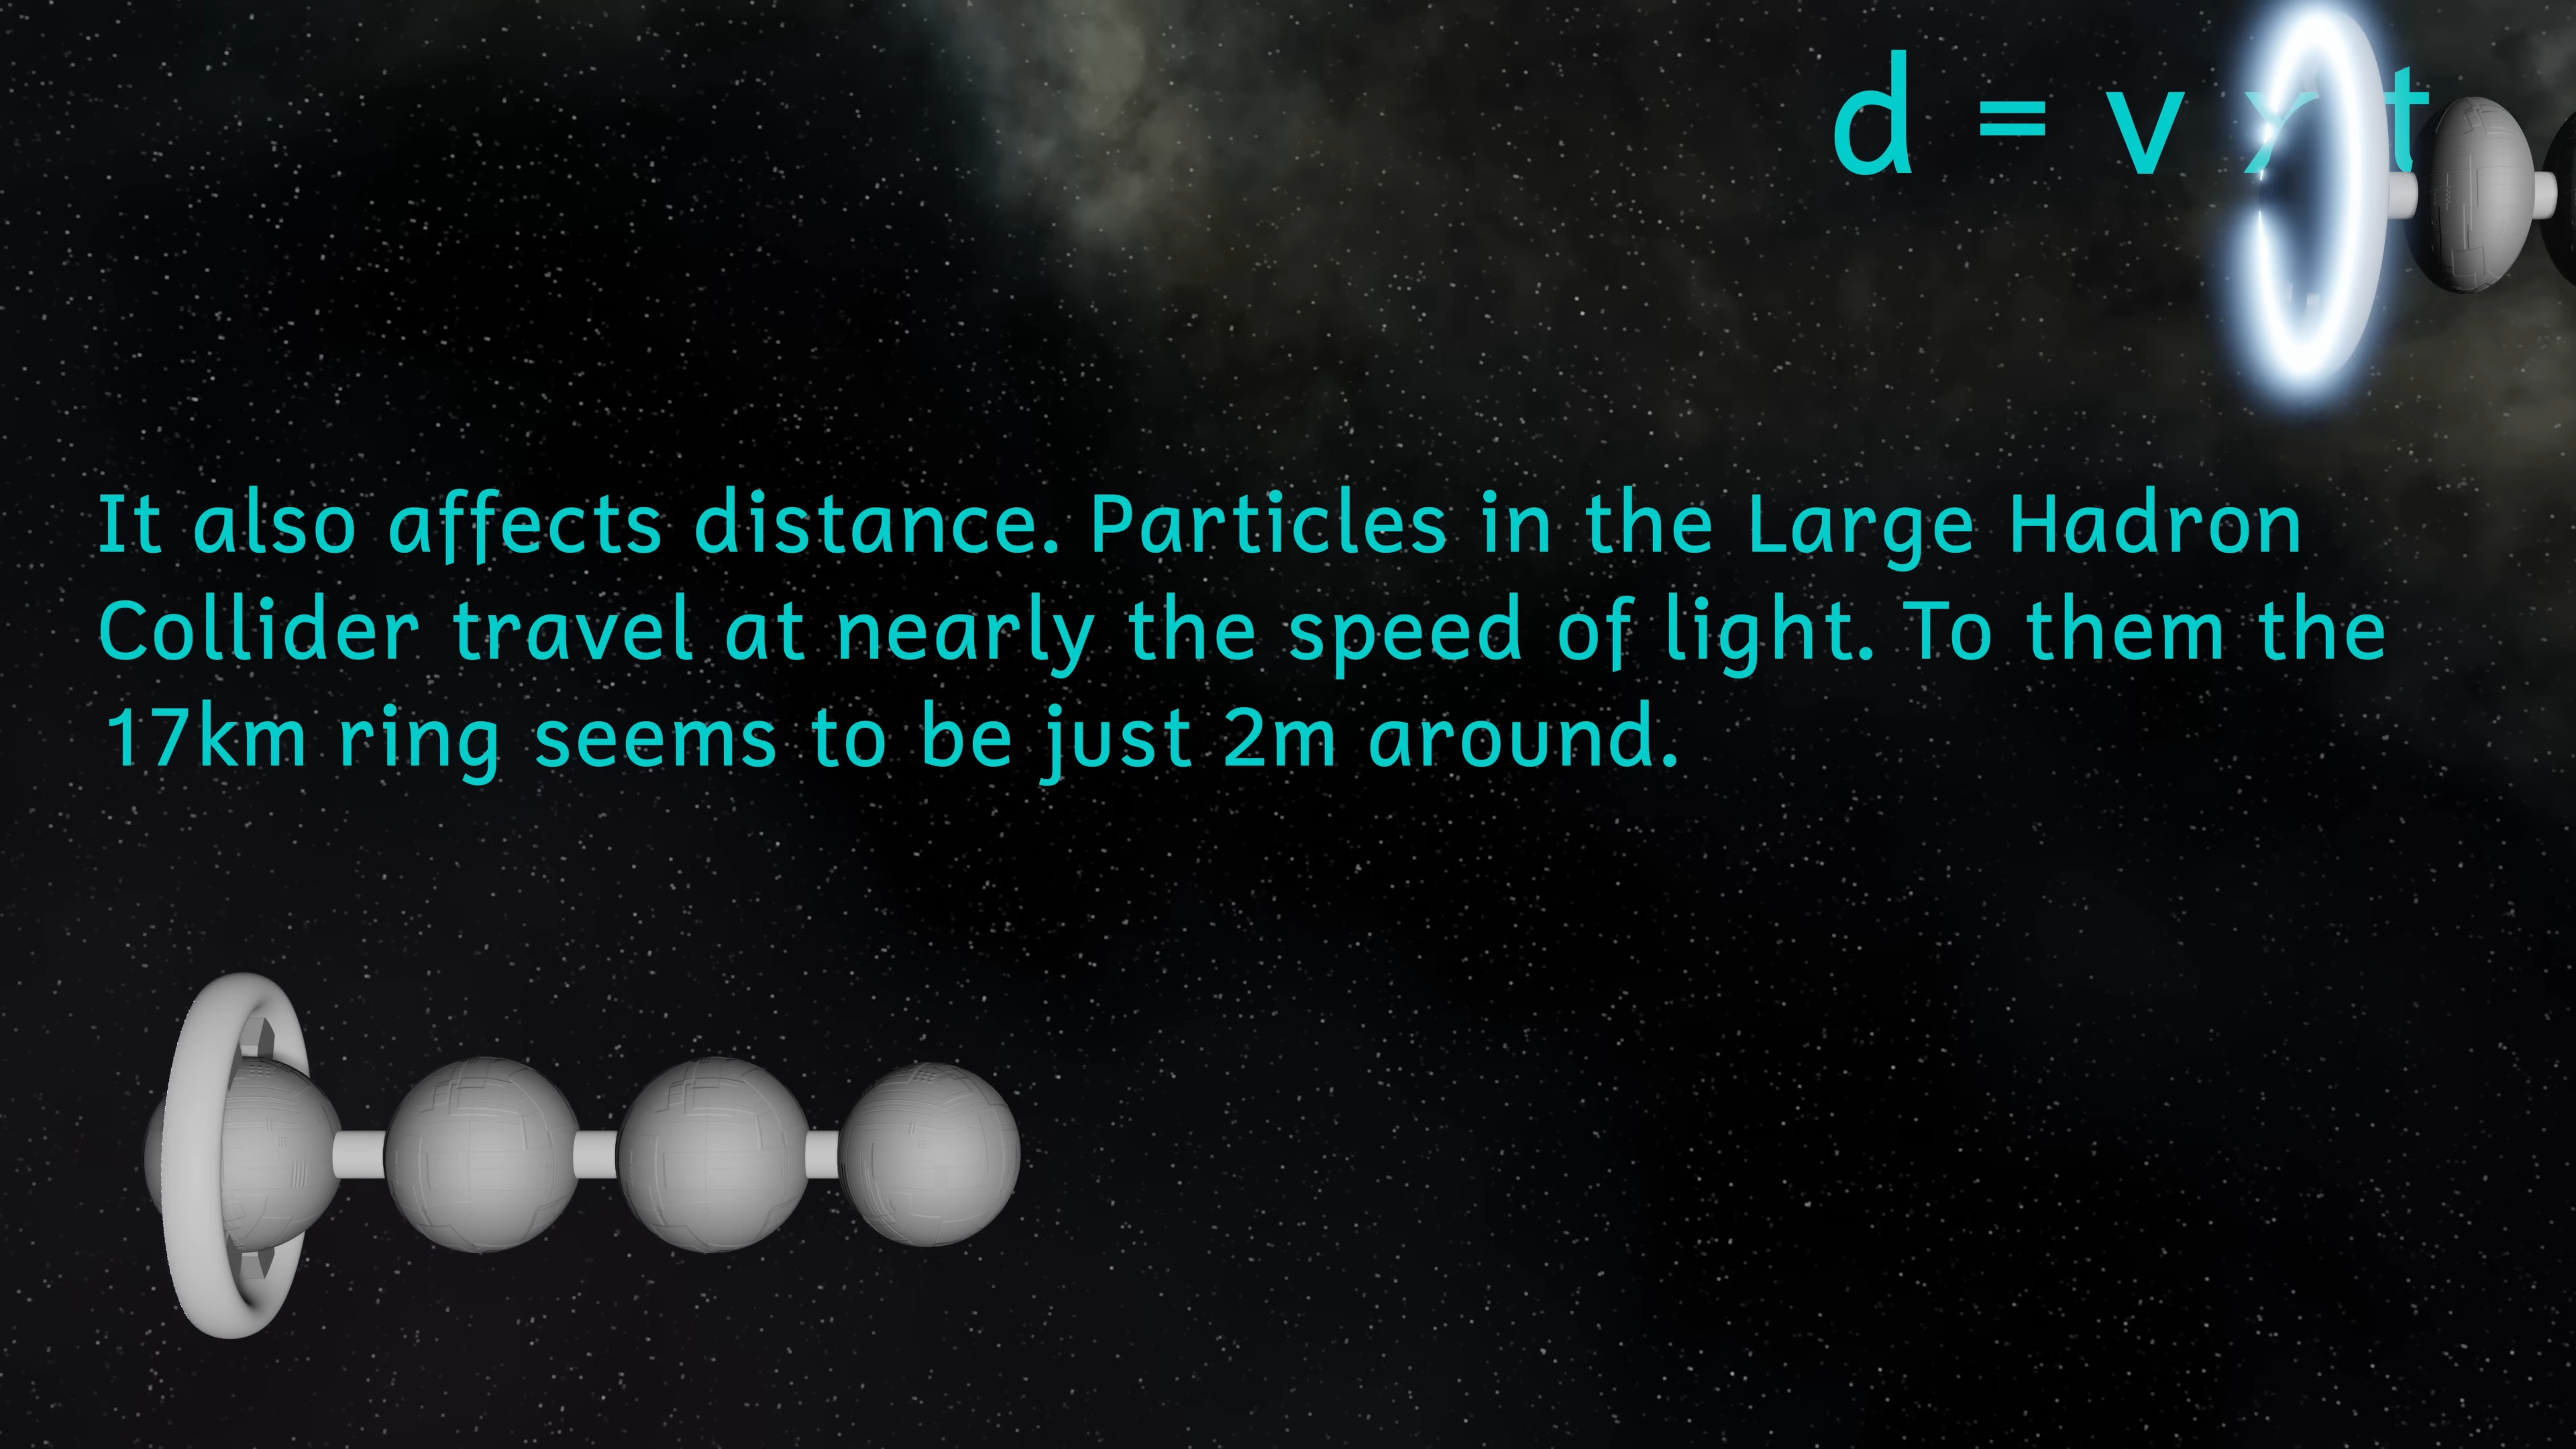 d = v x t
It also affects distance. Particles in the Large Hadron
Collider travel at nearly the speed of light. To them the
17km ring seems to be just 2m around.